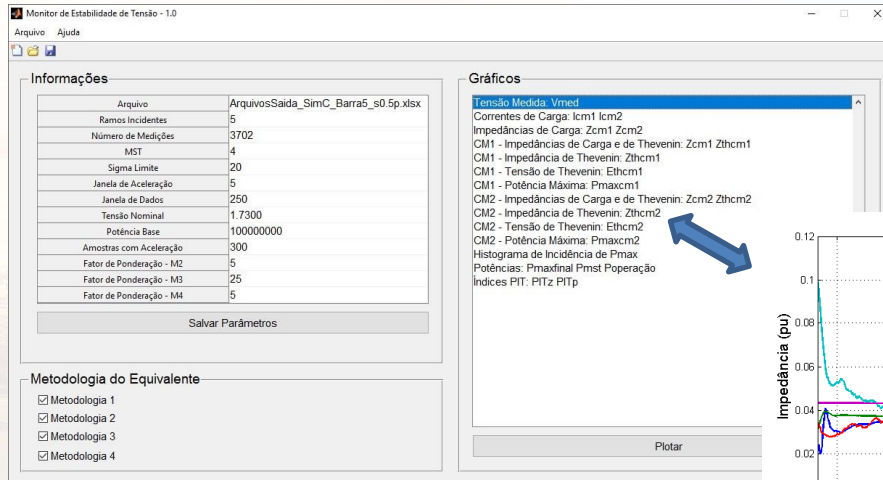 Monitor de Estabilidade de Tensão - 1.0
Arquivo Ajuda
Informações
Arquivo ArquivosSaida_SimC_Barra5_s0.5p.xlsx
Ramos Incidentes 5
Número de Medições 3702
MST 4
Sigma Limite 20
Janela de Aceleração 5
Janela de Dados 250
Tensão Nominal 1.7300
Potência Base 100000000
Amostras com Aceleração 300
Fator de Ponderação - M2 5
Fator de Ponderação - M3 25
Fator de Ponderação - M4 5
Salvar Parâmetros
Metodologia do Equivalente
Metodologia 1
Metodologia 2
Metodologia 3
Metodologia 4
Gráficos
Tensão Medida: Vmed
Correntes de Carga: Icm1 Icm2
Impedâncias de Carga: Zcm1 Zcm2
CM1 - Impedâncias de Carga e de Thevenin: Zcm1 Zthcm1
CM1 - Impedância de Thevenin: Zthcm1
CM1 - Tensão de Thevenin: Ethcm1
CM1 - Potência Máxima: Pmaxcm1
CM2 - Impedâncias de Carga e de Thevenin: Zcm2 Zthcm2
CM2 - Impedância de Thevenin: Zthcm2
CM2 - Tensão de Thevenin: Ethcm2
CM2 - Potência Máxima: Pmaxcm2
Histograma de Incidência de Pmax
Potências: Pmaxfinal Pmst Poperação
Índices PIT: PITz PITp
Plotar
Impedância (pu)
0.12
0.1
0.08
0.06
0.04
0.02